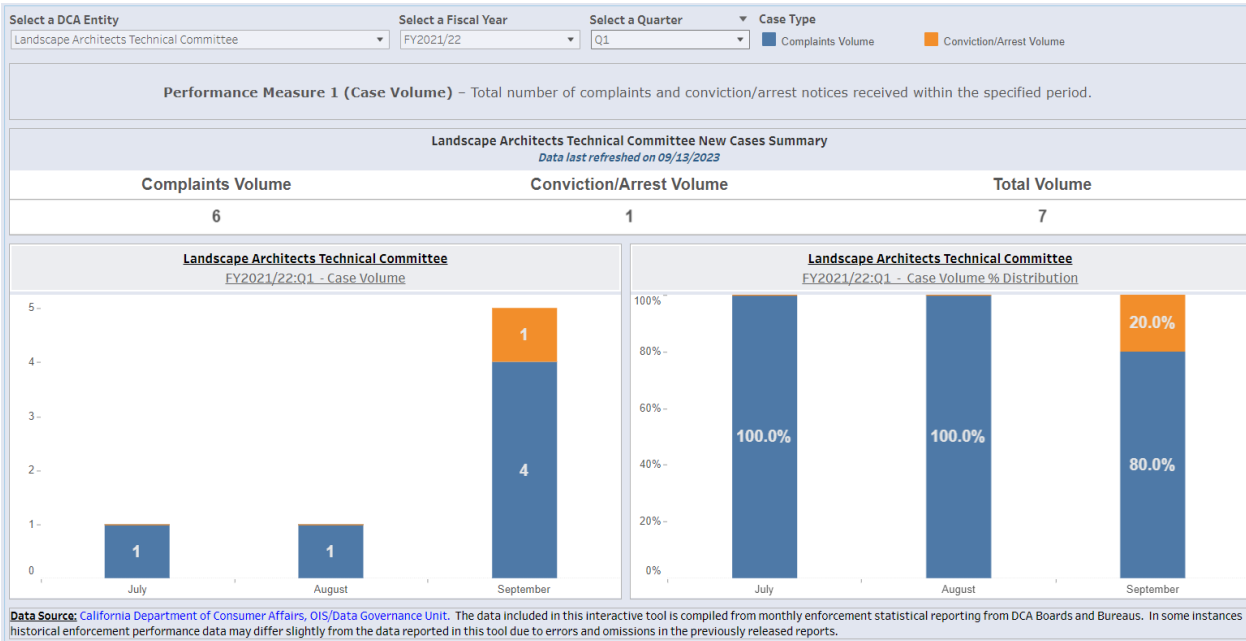 Select a DCA Entity
Select a Fiscal Year
Select a Quarter
Case Type
Landscape Architects Technical Committee
FY2021/22
Q1
Complaints Volume
Conviction/Arrest Volume
Performance Measure 1 (Case Volume) – Total number of complaints and conviction/arrest notices received within the specified period.
Landscape Architects Technical Committee New Cases Summary
Data last refreshed on 09/13/2023
Complaints Volume
Conviction/Arrest Volume
Total Volume
6
1
7
Landscape Architects Technical Committee
FY2021/22:Q1 - Case Volume
5
4
3
2
1
0
1
1
1
4
July
August
September
Landscape Architects Technical Committee
FY2021/22:Q1 - Case Volume % Distribution
100%
80%
60%
40%
20%
0%
100.0%
100.0%
20.0%
80.0%
July
August
September
Data Source: California Department of Consumer Affairs, OIS/Data Governance Unit. The data included in this interactive tool is compiled from monthly enforcement statistical reporting from DCA Boards and Bureaus. In some instances
historical enforcement performance data may differ slightly from the data reported in this tool due to errors and omissions in the previously released reports.